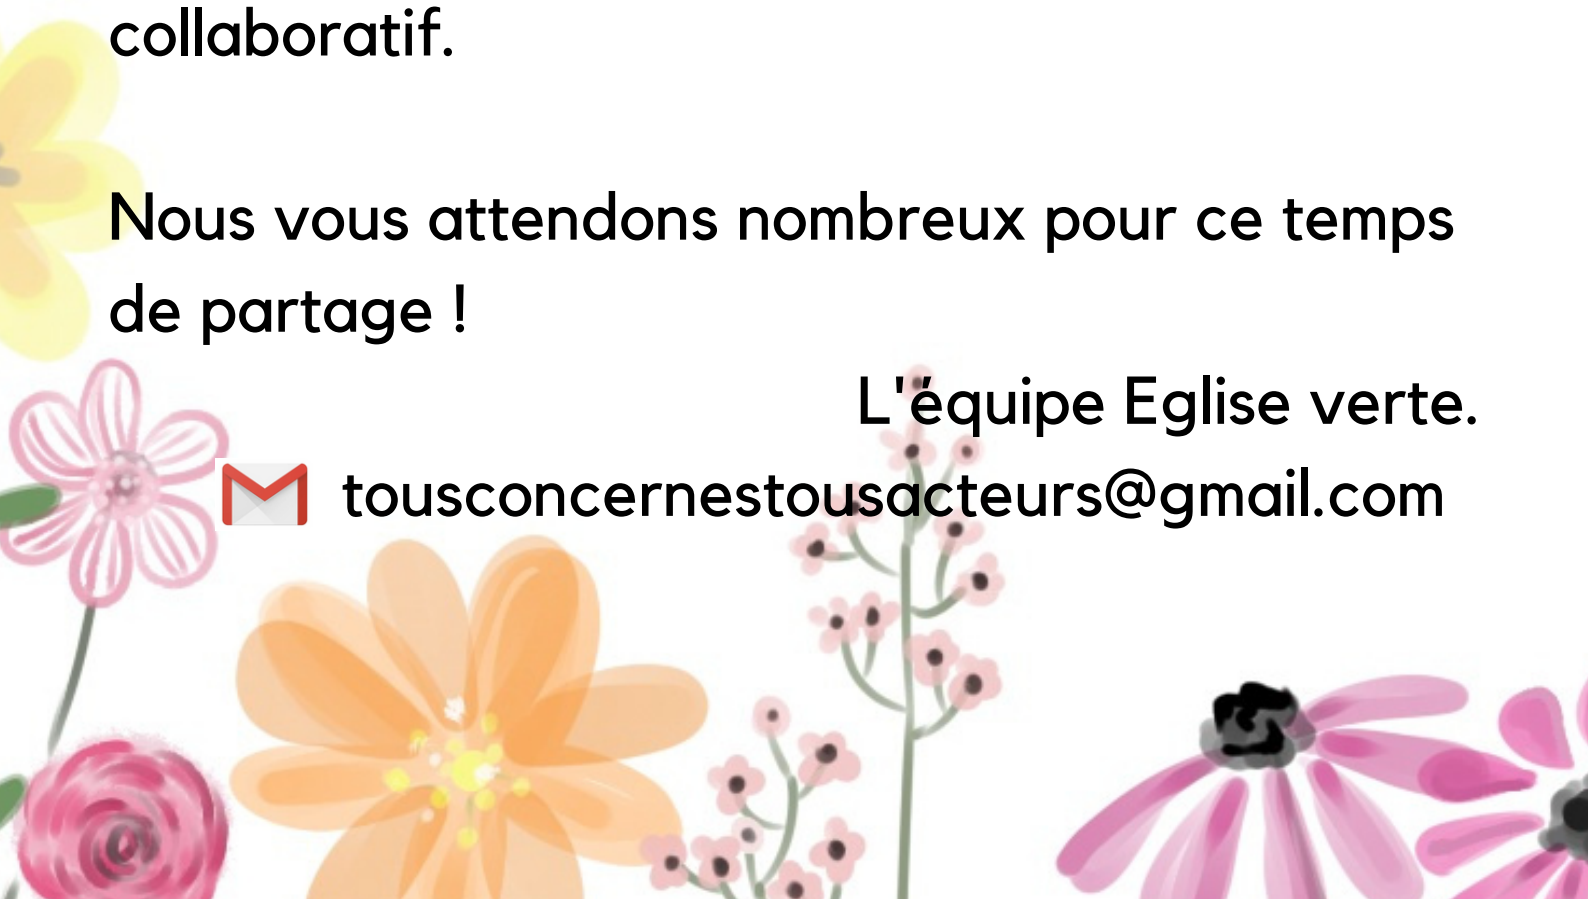 collaboratif.
Nous vous attendons nombreux pour ce temps
de partage !
L'équipe Eglise verte.
tousconcernestousacteurs@gmail.com